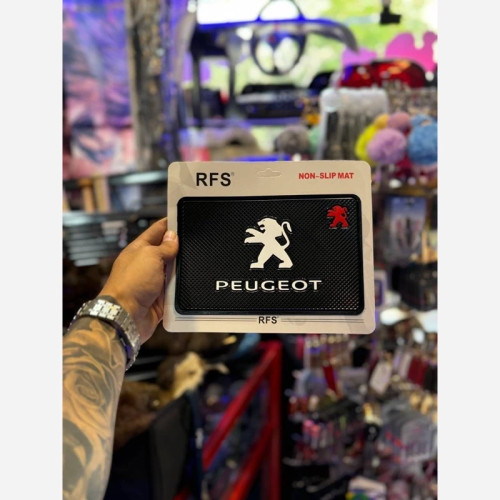 RFS®
NON-SLIP MAT
PEUGEOT
RFS®